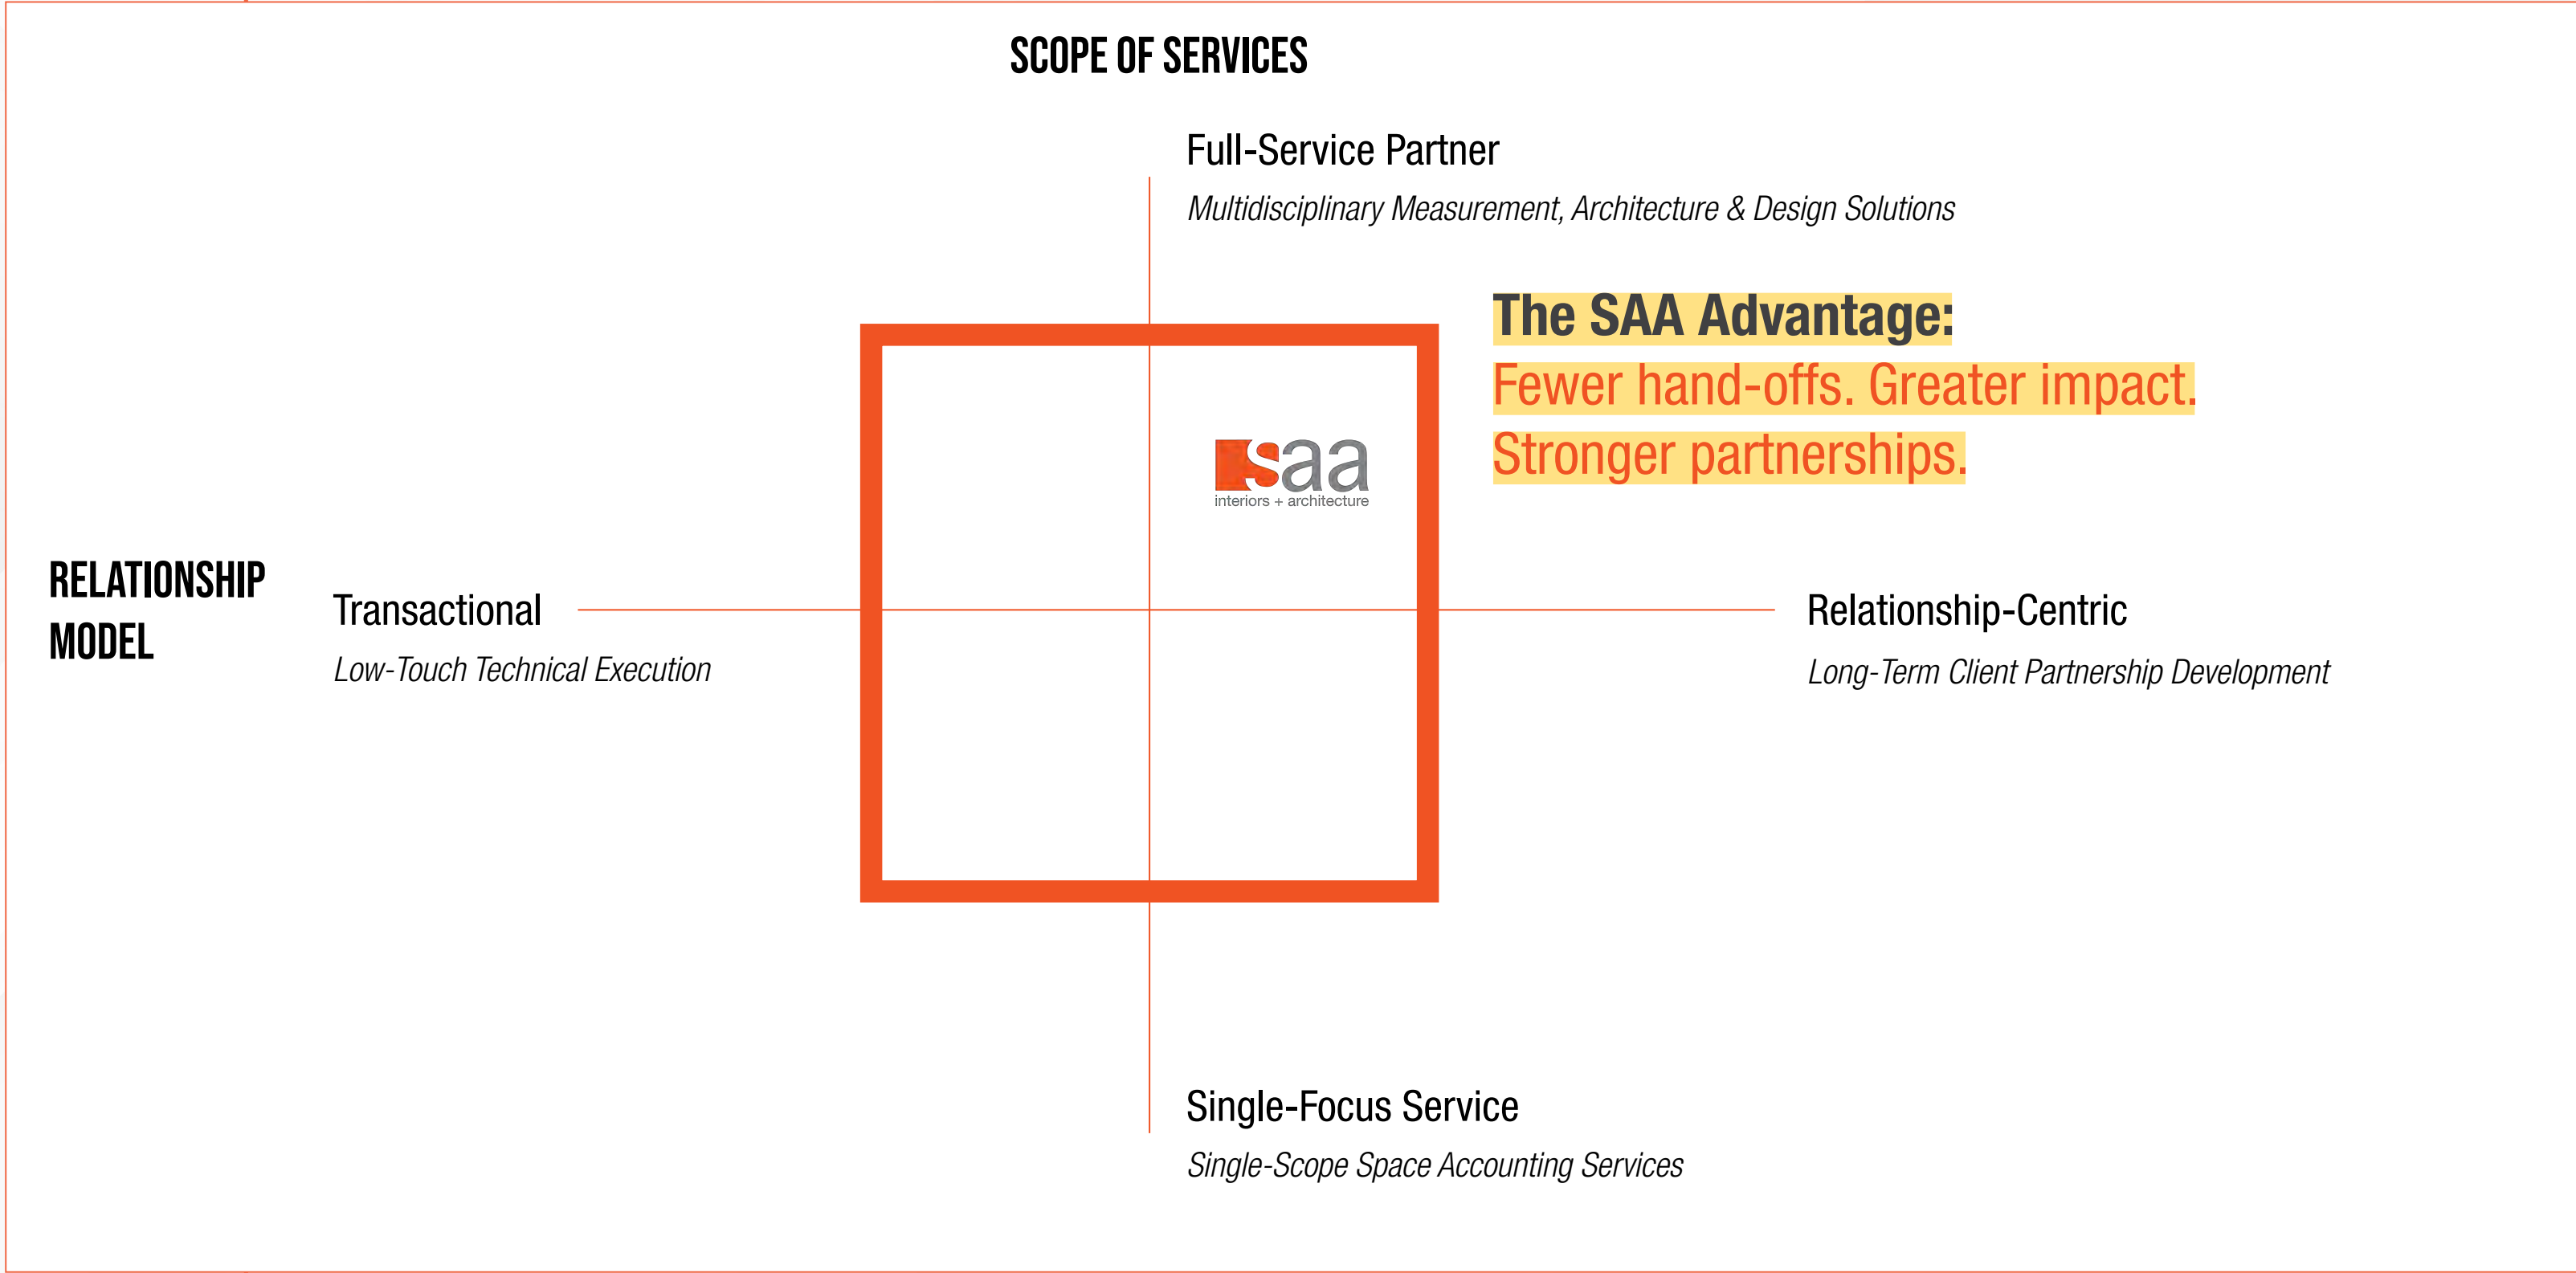 SCOPE OF SERVICES
Full-Service Partner
Multidisciplinary Measurement, Architecture & Design Solutions
The SAA Advantage:
Fewer hand-offs. Greater impact.
Stronger partnerships.
saa
interiors + architecture
RELATIONSHIP
MODEL
Transactional
Low-Touch Technical Execution
Relationship-Centric
Long-Term Client Partnership Development
Single-Focus Service
Single-Scope Space Accounting Services